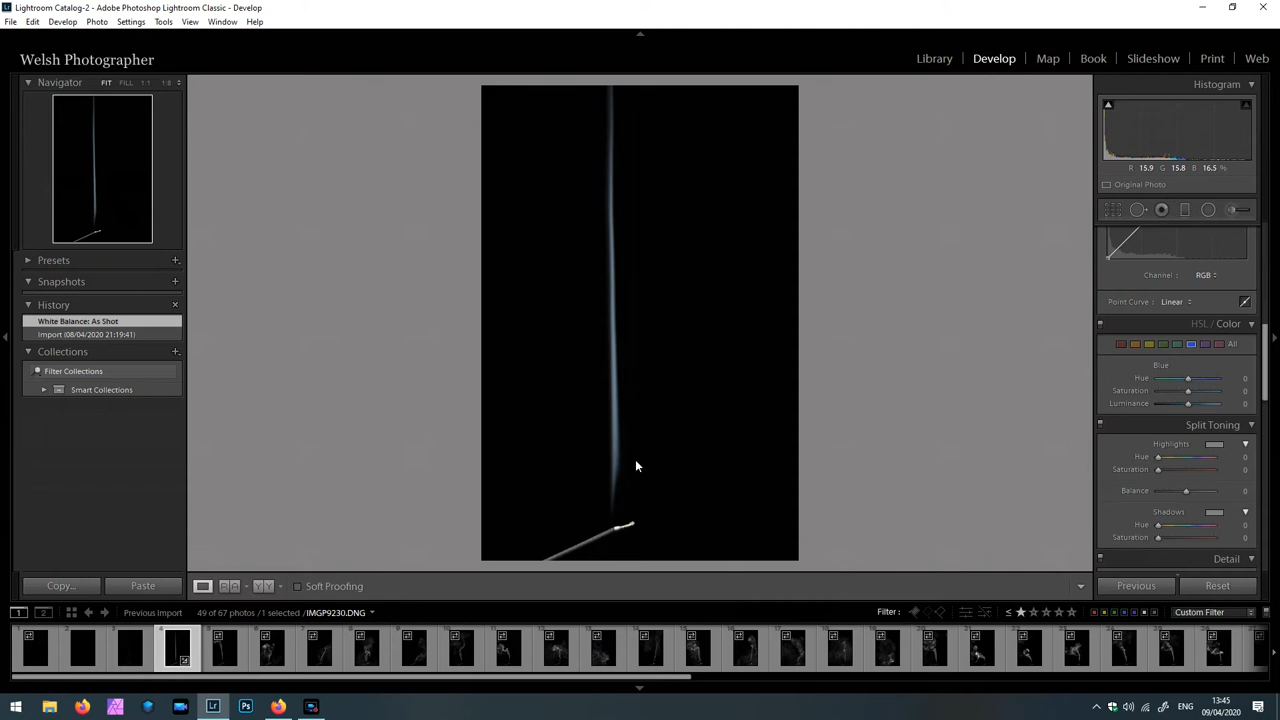 Lightroom Catalog-2 - Adobe Photoshop Lightroom Classic - Develop
File Edit Develop Photo Settings Tools View Window Help
Welsh Photographer
Library Develop Map Book Slideshow Print Web
Navigator FIT FILL 1:1 1:8
Histogram
R 15.9 G 15.8 B 16.5 %
Original Photo
Presets
Snapshots
History
White Balance: As Shot
Import (08/04/2020 21:19:41)
Collections
Filter Collections
Smart Collections
Channel: RGB
Point Curve: Linear
HSL / Color
All
Blue
Hue 0
Saturation 0
Luminance 0
Split Toning
Highlights
Hue 0
Saturation 0
Balance 0
Shadows
Hue 0
Saturation 0
Detail
Copy... Paste
Soft Proofing
Previous Reset
1 2 Previous Import 49 of 67 photos /1 selected /IMGP9230.DNG
Filter: Custom Filter
Lr Ps
ENG
13:45
09/04/2020